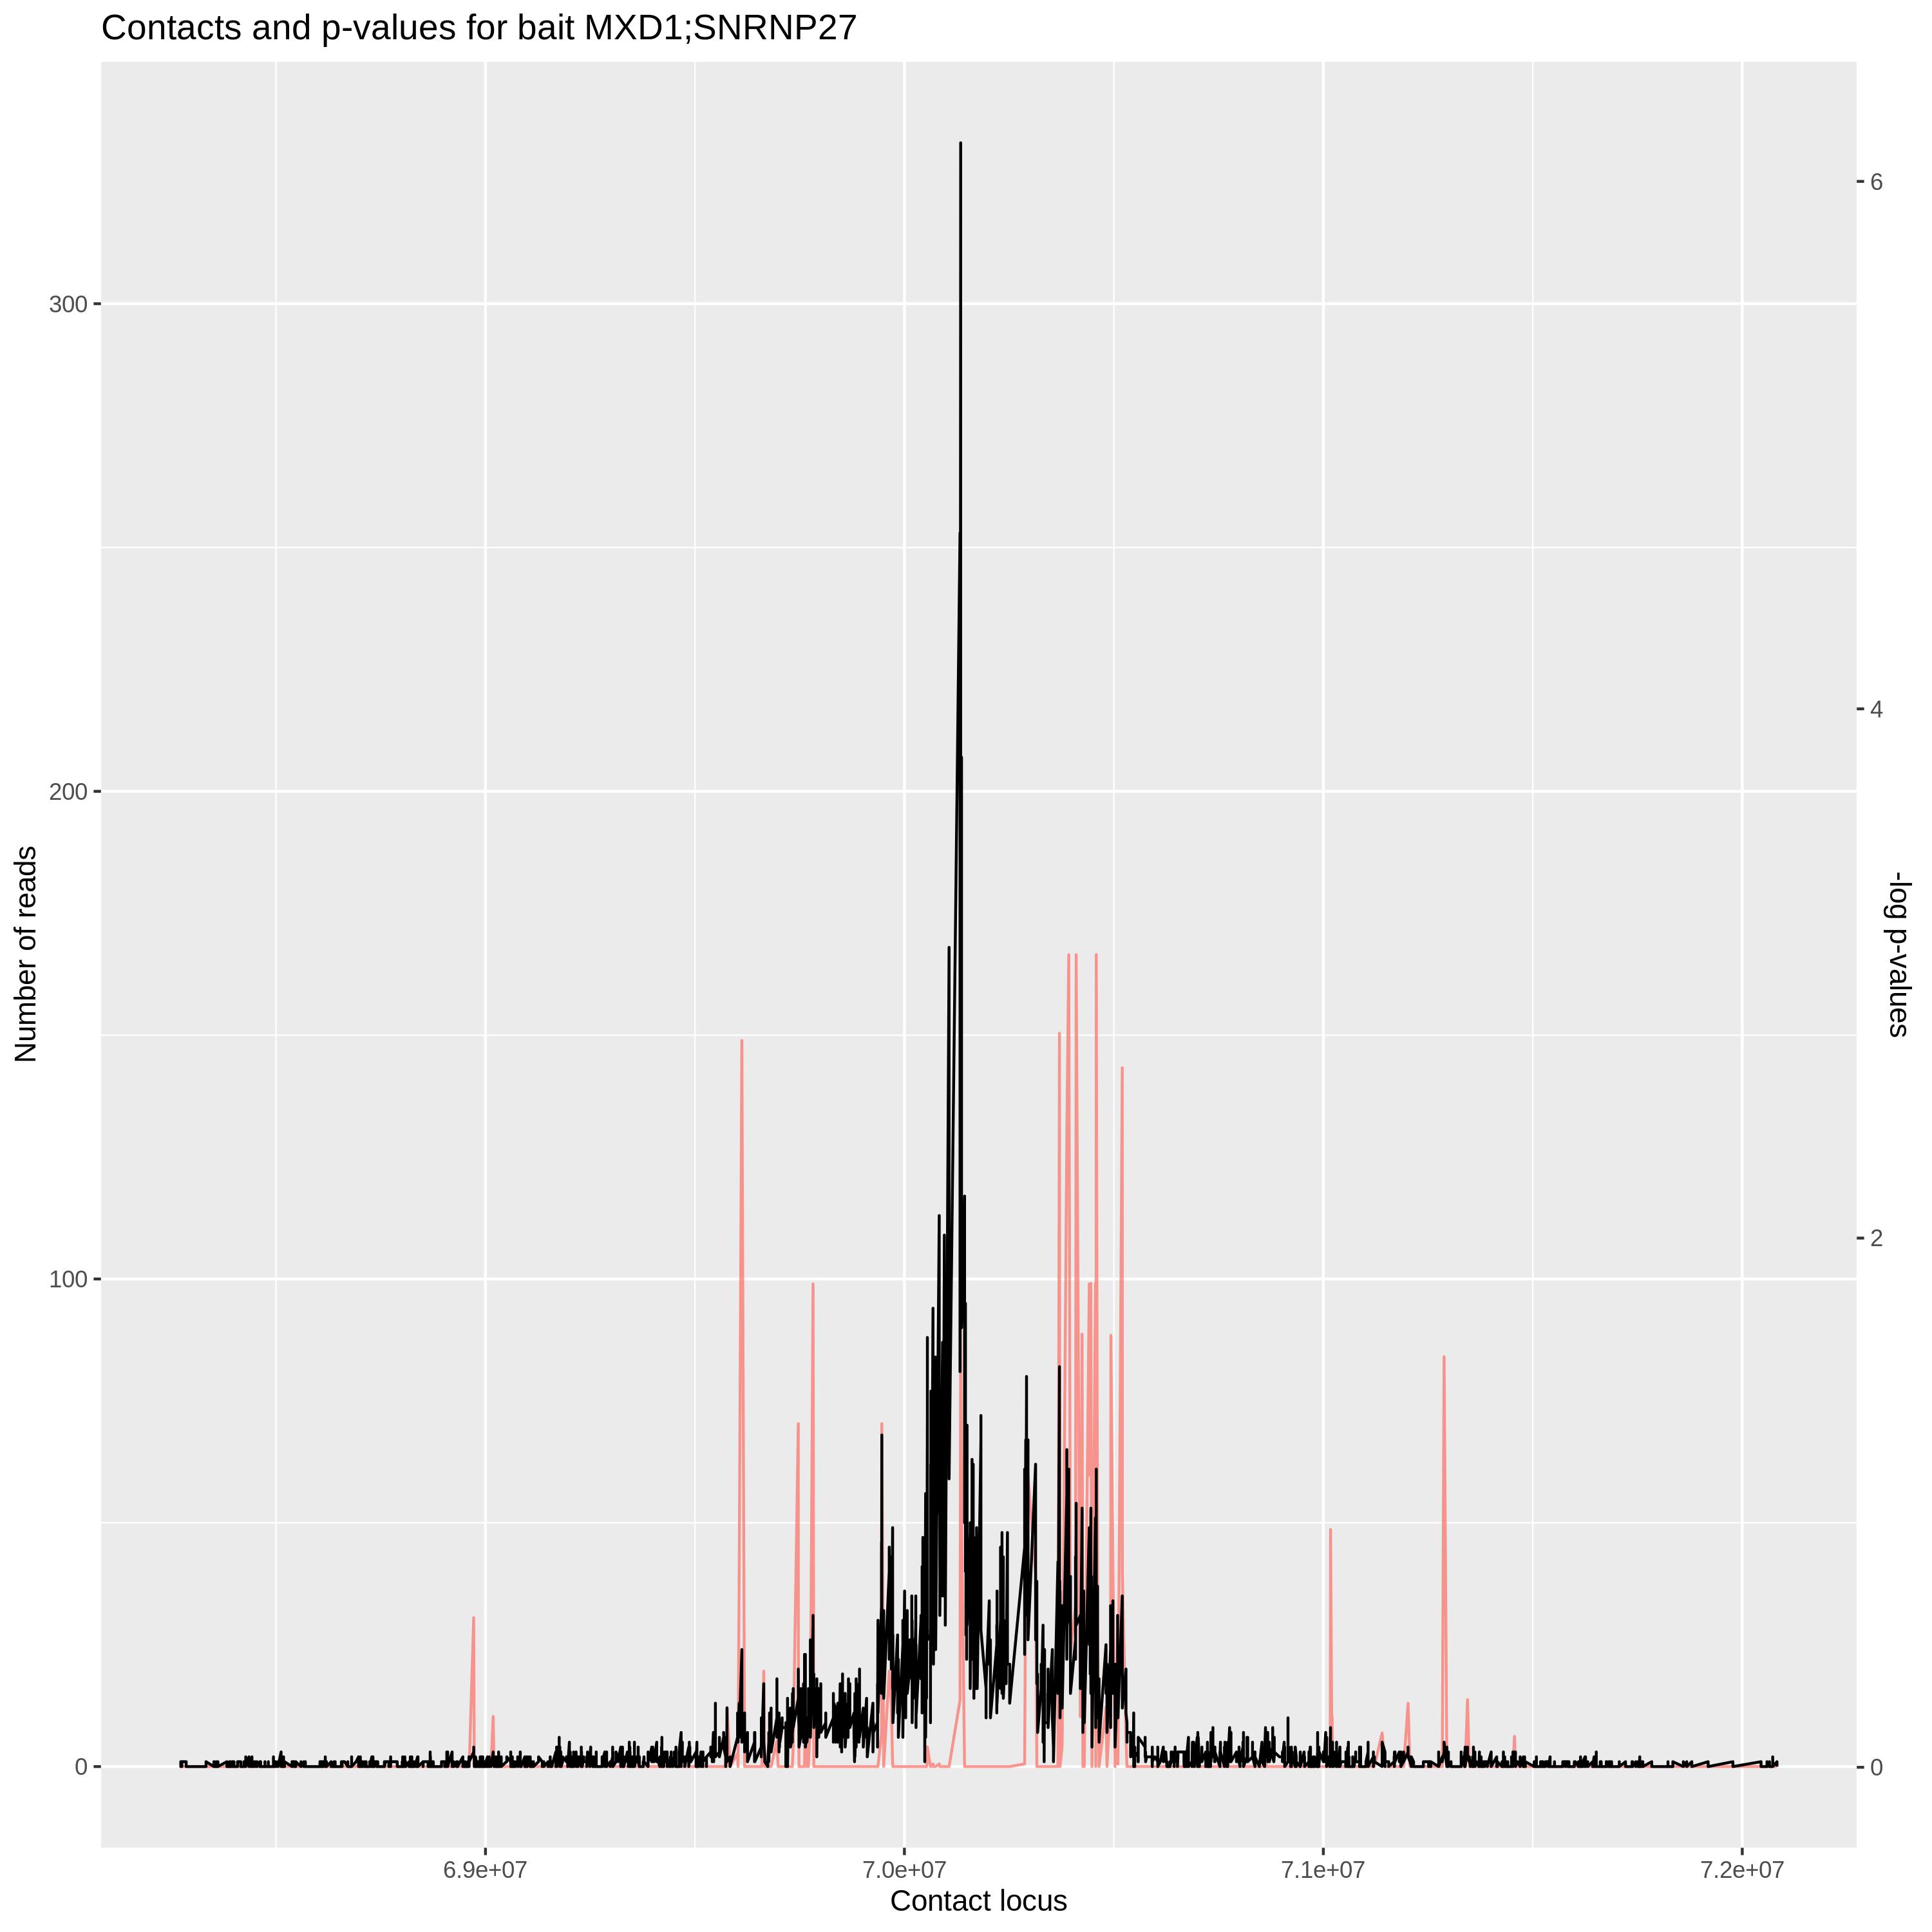 Contacts and p-values for bait MXD1;SNRNP27
Number of reads
300
200
100
0
6
4
2
0
-log p-values
6.9e+07
7.0e+07
7.1e+07
7.2e+07
Contact locus